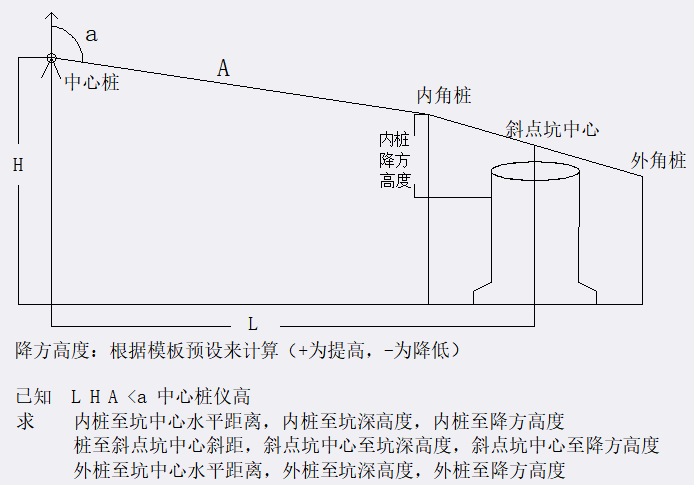 a
A
中心桩
内角桩
斜点坑中心
外角桩
内桩
降方
高度
H
L
降方高度：根据模板预设来计算（+为提高，-为降低）
已知 L H A <a 中心桩仪高
求 内桩至坑中心水平距离，内桩至坑深高度，内桩至降方高度
桩至斜点坑中心斜距，斜点坑中心至坑深高度，斜点坑中心至降方高度
外桩至坑中心水平距离，外桩至坑深高度，外桩至降方高度